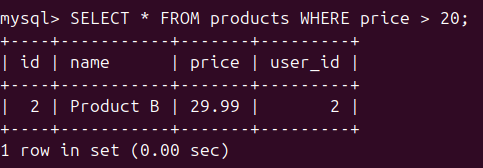 mysql> SELECT * FROM products WHERE price > 20;
+----+-----------+-------+---------+
| id | name      | price | user_id |
+----+-----------+-------+---------+
|  2 | Product B | 29.99 |       2 |
+----+-----------+-------+---------+
1 row in set (0.00 sec)